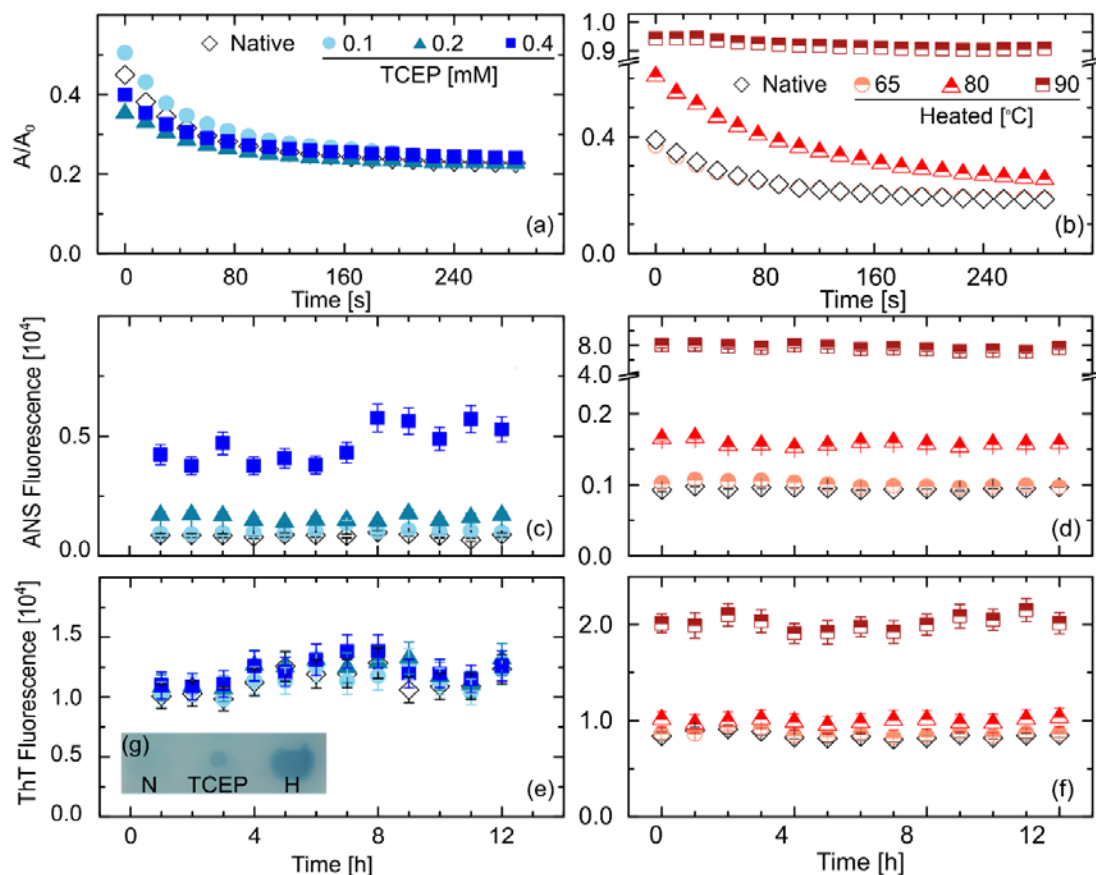 Native 0.1 0.2 0.4
TCEP [mM]
A/A₀
0.4
0.2
0.0
0 80 160 240
Time [s]
(a)
1.0
0.9
Native 65 80 90
Heated [°C]
0.4
0.0
0 80 160 240
Time [s]
(b)
ANS Fluorescence [10⁴]
0.5
0.0
(c)
8.0
4.0
0.2
0.1
0.0
(d)
ThT Fluorescence [10⁴]
1.5
1.0
0.5
0.0
(g)
N TCEP H
(e)
0 4 8 12
Time [h]
2.0
1.0
0.0
(f)
0 4 8 12
Time [h]